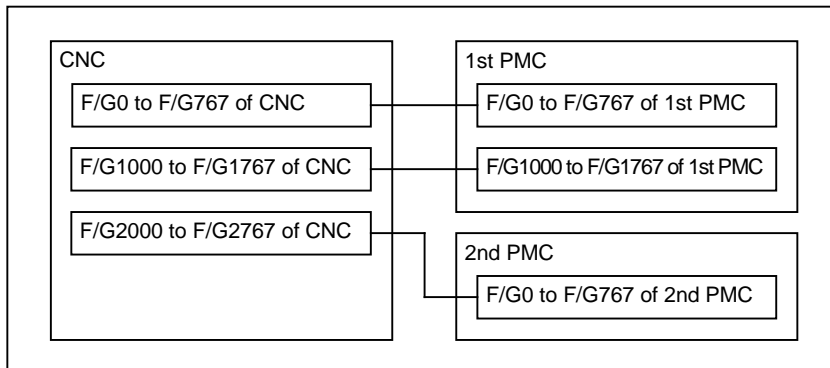 CNC
F/G0 to F/G767 of CNC
F/G1000 to F/G1767 of CNC
F/G2000 to F/G2767 of CNC
1st PMC
F/G0 to F/G767 of 1st PMC
F/G1000 to F/G1767 of 1st PMC
2nd PMC
F/G0 to F/G767 of 2nd PMC